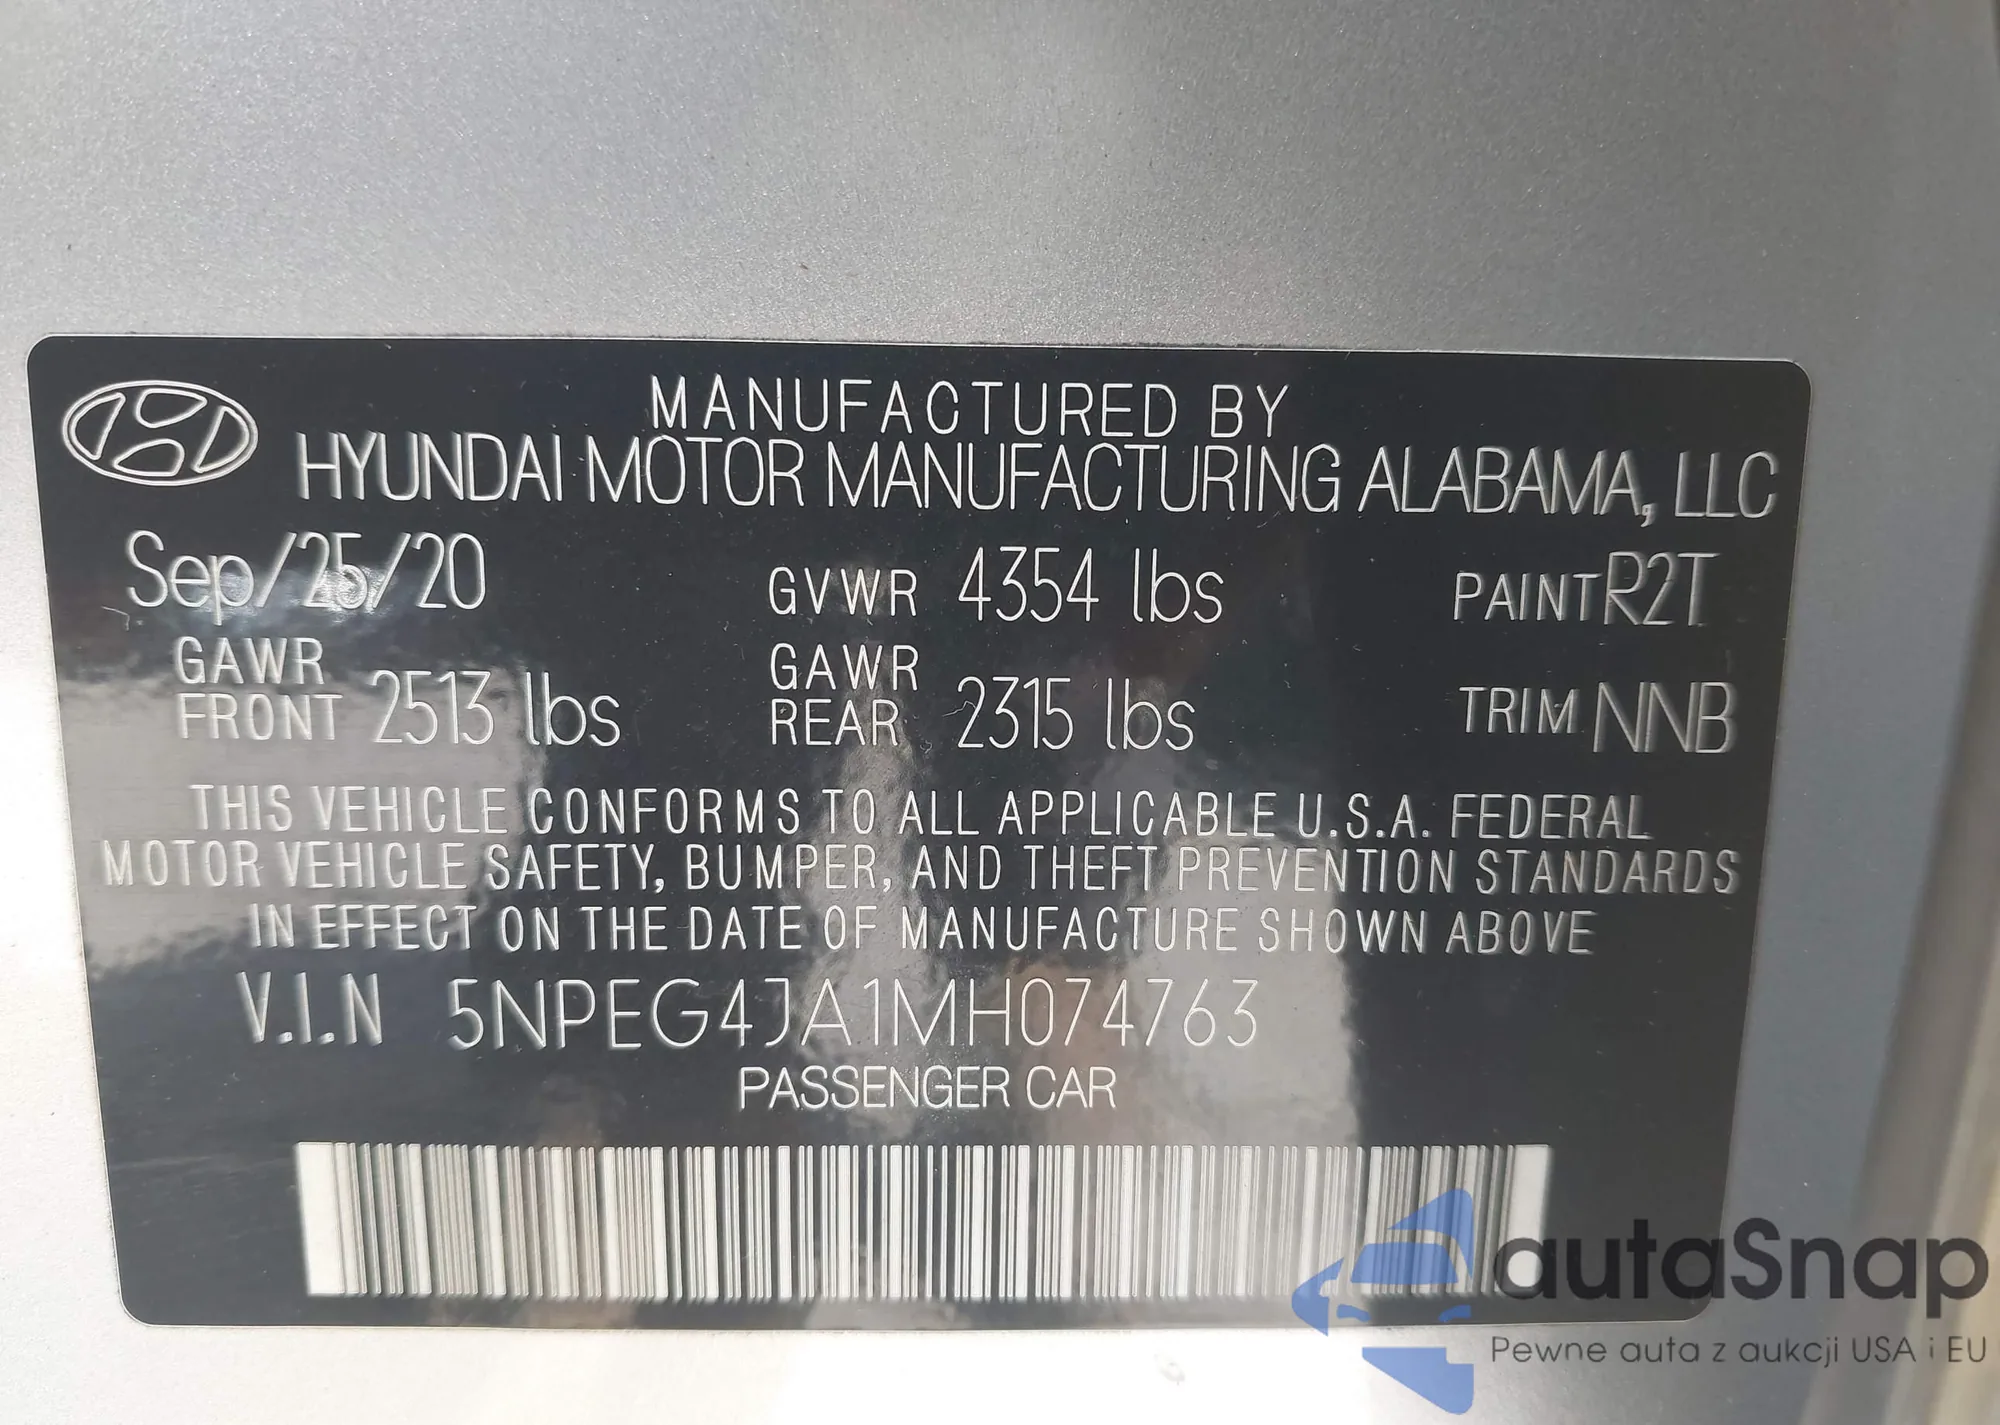 MANUFACTURED BY
HYUNDAI MOTOR MANUFACTURING ALABAMA, LLC
Sep/25/20 GVWR 4354 lbs PAINT R2T
GAWR FRONT 2513 lbs GAWR REAR 2315 lbs TRIM NNB
THIS VEHICLE CONFORMS TO ALL APPLICABLE U.S.A. FEDERAL
MOTOR VEHICLE SAFETY, BUMPER, AND THEFT PREVENTION STANDARDS
IN EFFECT ON THE DATE OF MANUFACTURE SHOWN ABOVE
V.I.N 5NPEG4JA1MH074763
PASSENGER CAR
autaSnap
Pewne auta z aukcji USA i EU